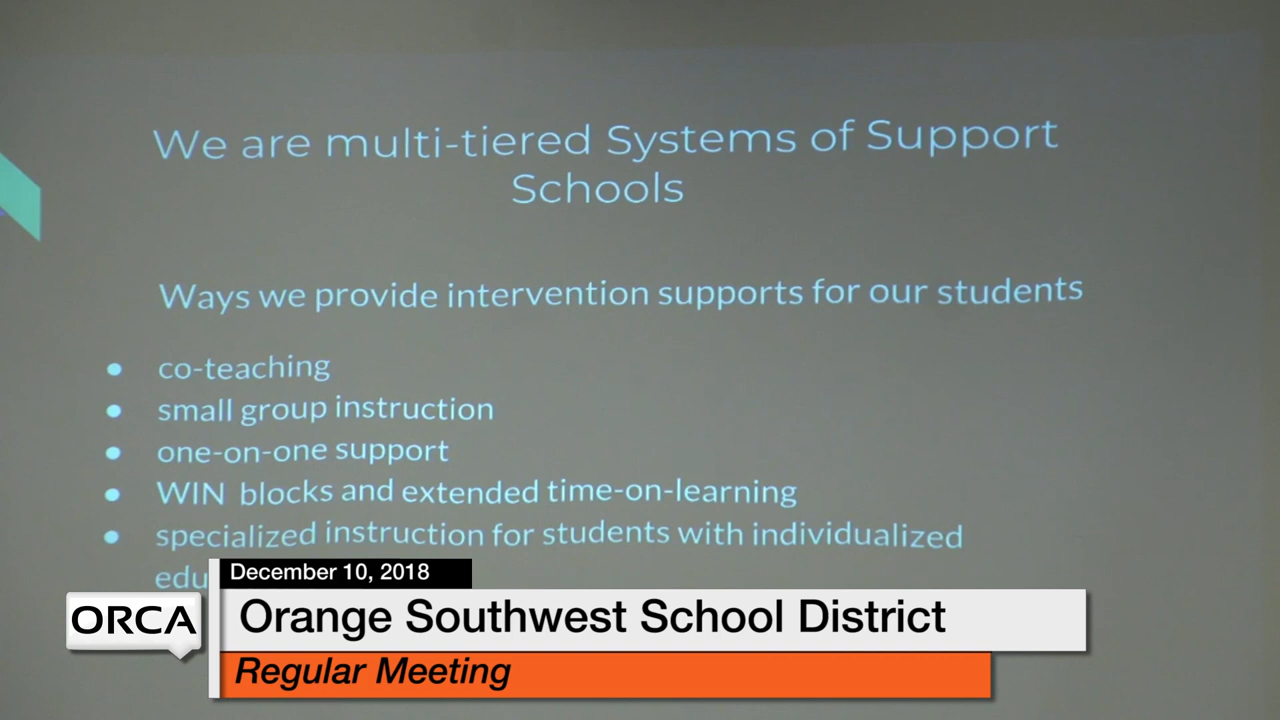 We are multi-tiered Systems of Support
Schools
Ways we provide intervention supports for our students
● co-teaching
● small group instruction
● one-on-one support
● WIN blocks and extended time-on-learning
● specialized instruction for students with individualized
December 10, 2018
ORCA
Orange Southwest School District
Regular Meeting